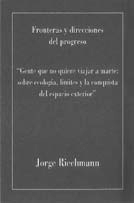 Fronteras y direcciones
del progreso
"Gente que no quiere viajar a marte:
sobre ecología, límites y la conquista
del espacio exterior"
Jorge Riechmann